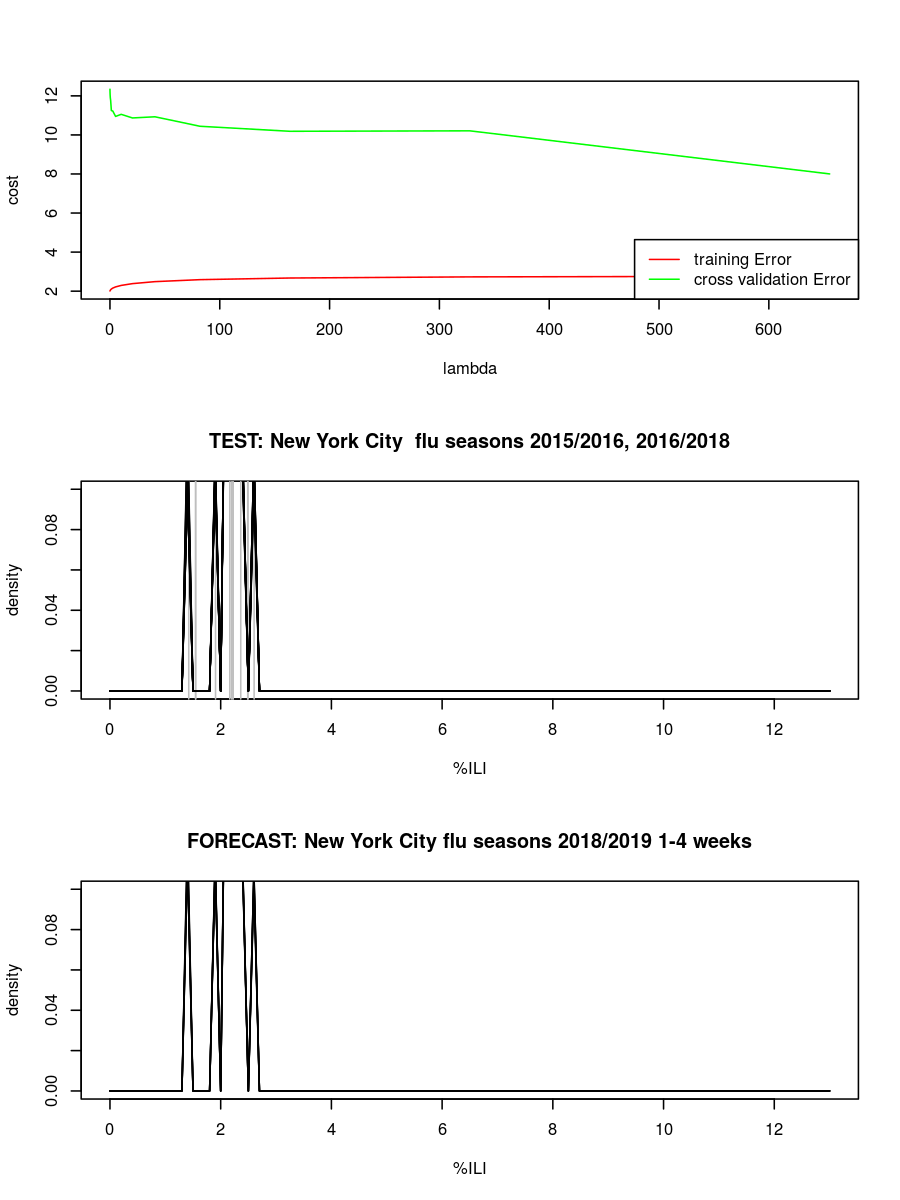 12
10
8
6
4
2
cost
training Error
cross validation Error
0 100 200 300 400 500 600
lambda
TEST: New York City  flu seasons 2015/2016, 2016/2018
0.08
0.04
0.00
density
0 2 4 6 8 10 12
%ILI
FORECAST: New York City flu seasons 2018/2019 1-4 weeks
0.08
0.04
0.00
density
0 2 4 6 8 10 12
%ILI